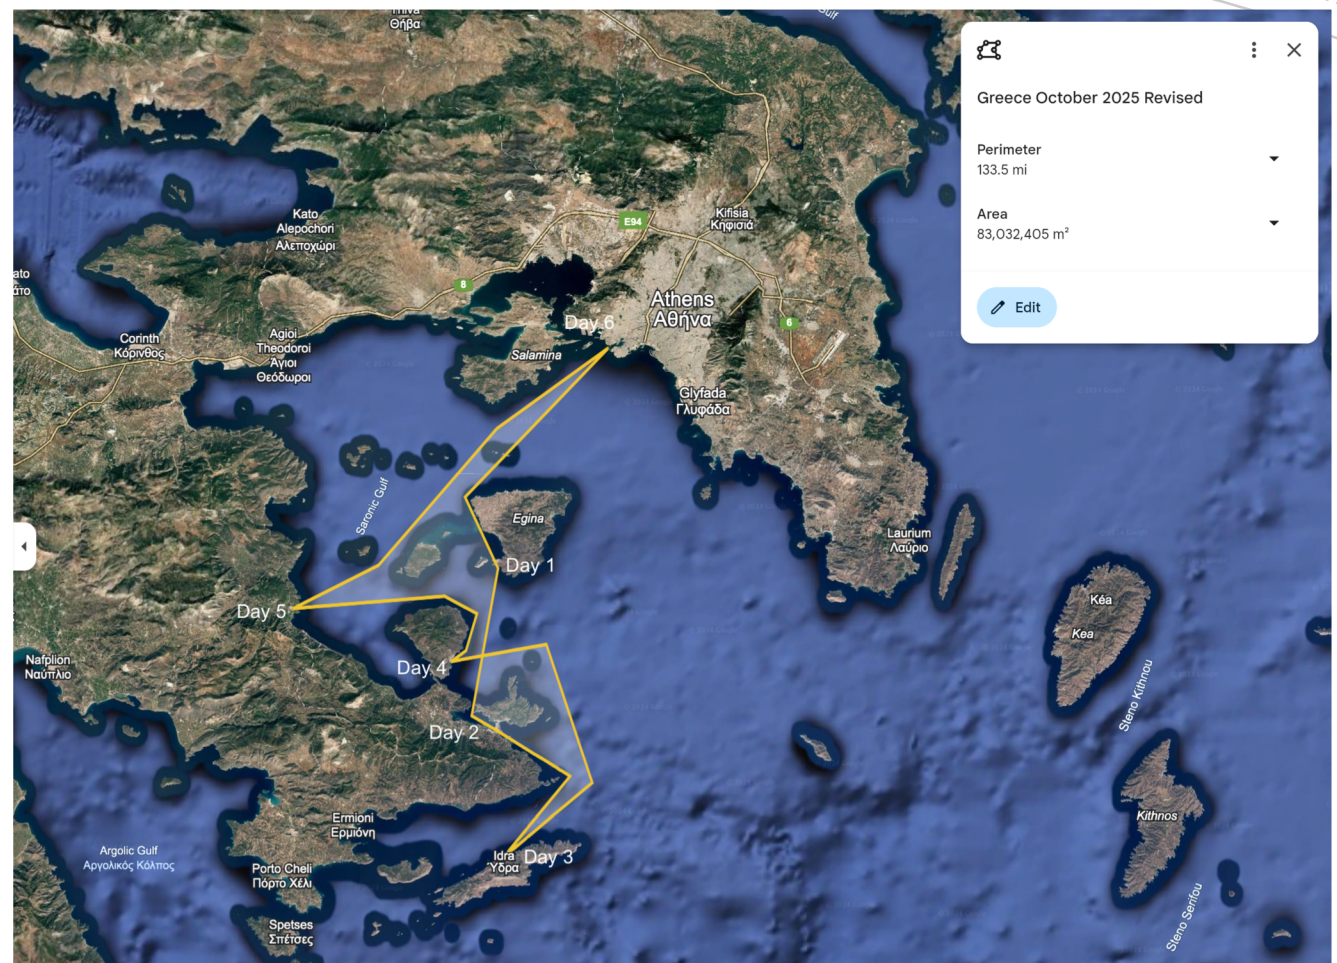 Θήβα
Gulf
Greece October 2025 Revised
Perimeter
133.5 mi
Area
83,032,405 m²
Edit
Kato
Alepochori
Αλεποχώρι
E94
Kifisia
Κηφισιά
8
Athens
Αθήνα
6
Day 6
Salamina
Corinth
Κόρινθος
Agioi
Theodoroi
Άγιοι
Θεόδωροι
Glyfada
Γλυφάδα
Saronic Gulf
Egina
Laurium
Λαύριο
Day 1
Day 5
Kéa
Kea
Day 4
Nafplion
Ναύπλιο
Steno Kithnou
Day 2
Ermioni
Ερμιόνη
Kithnos
Argolic Gulf
Αργολικός Κόλπος
Idra
Ύδρα
Day 3
Porto Cheli
Πόρτο Χέλι
Spetses
Σπέτσες
Steno Serifou